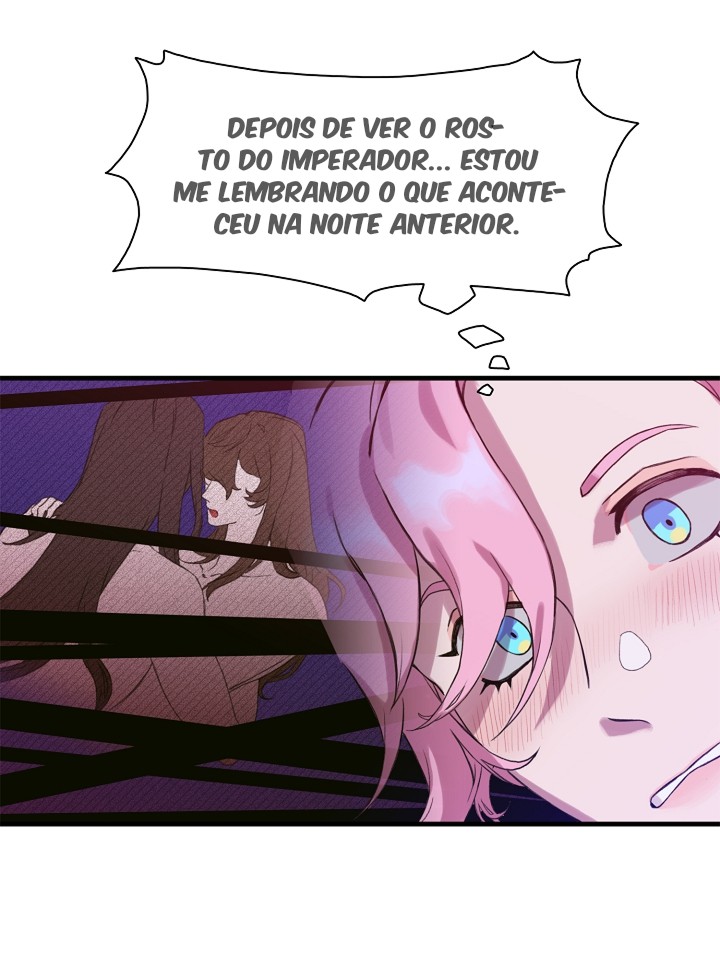 DEPOIS DE VER O ROS-
TO DO IMPERADOR... ESTOU
ME LEMBRANDO O QUE ACONTE-
CEU NA NOITE ANTERIOR.